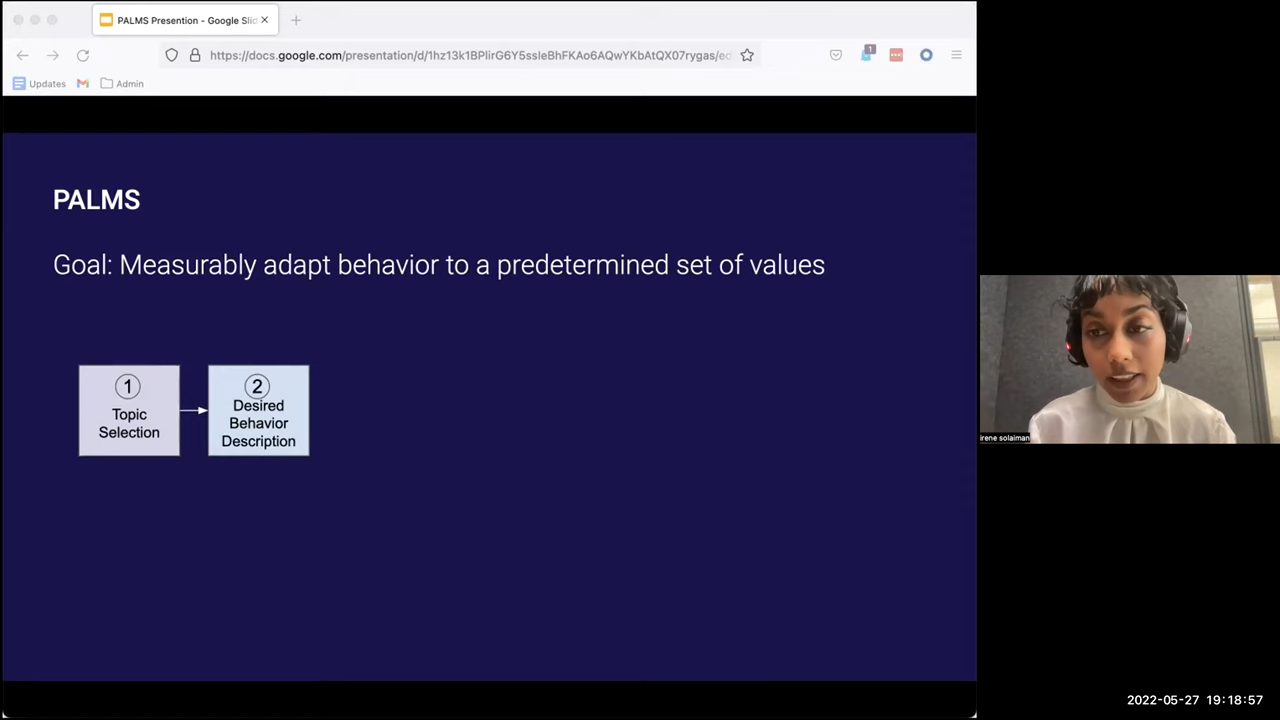 PALMS Presention - Google Slid
https://docs.google.com/presentation/d/1hz13k1BPlirG6Y5ssleBhFKAo6AQwYKbAtQX07rygas/ed
1
Updates
Admin
PALMS
Goal: Measurably adapt behavior to a predetermined set of values
1
Topic
Selection
2
Desired
Behavior
Description
irene solaiman
2022-05-27 19:18:57